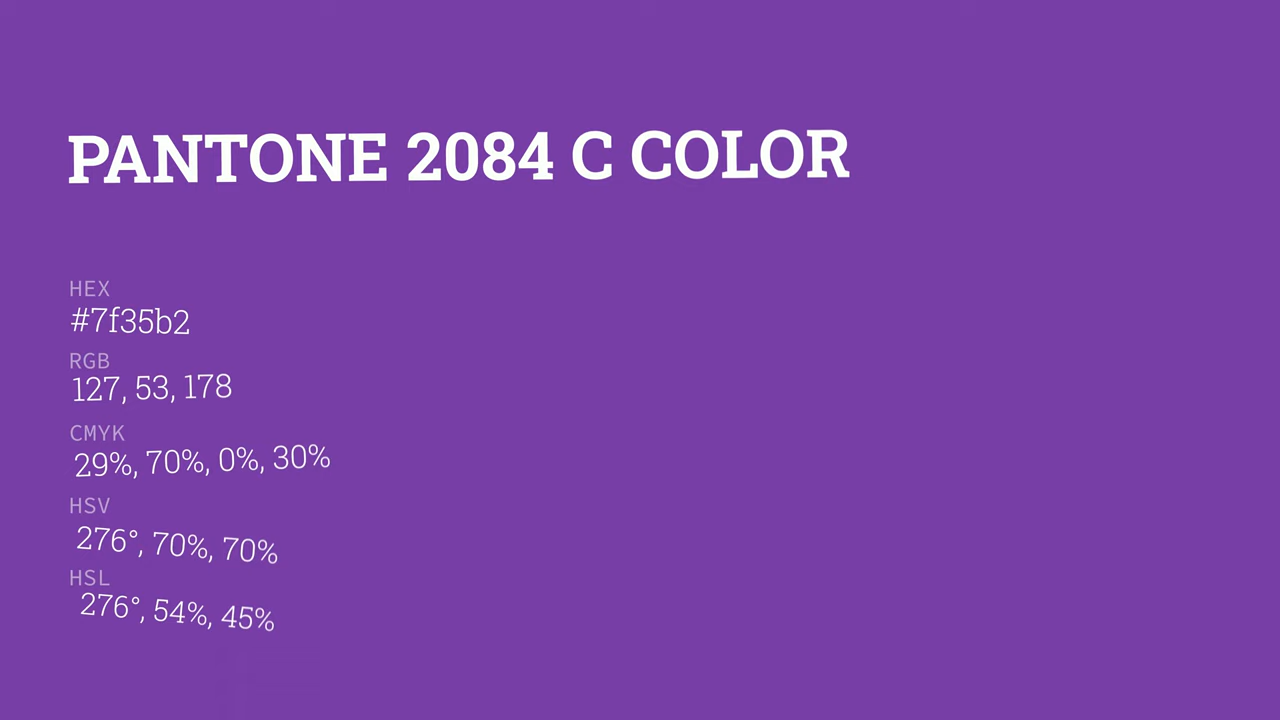 PANTONE 2084 C COLOR
HEX
#7f35b2
RGB
127, 53, 178
CMYK
29%, 70%, 0%, 30%
HSV
276°, 70%, 70%
HSL
276°, 54%, 45%